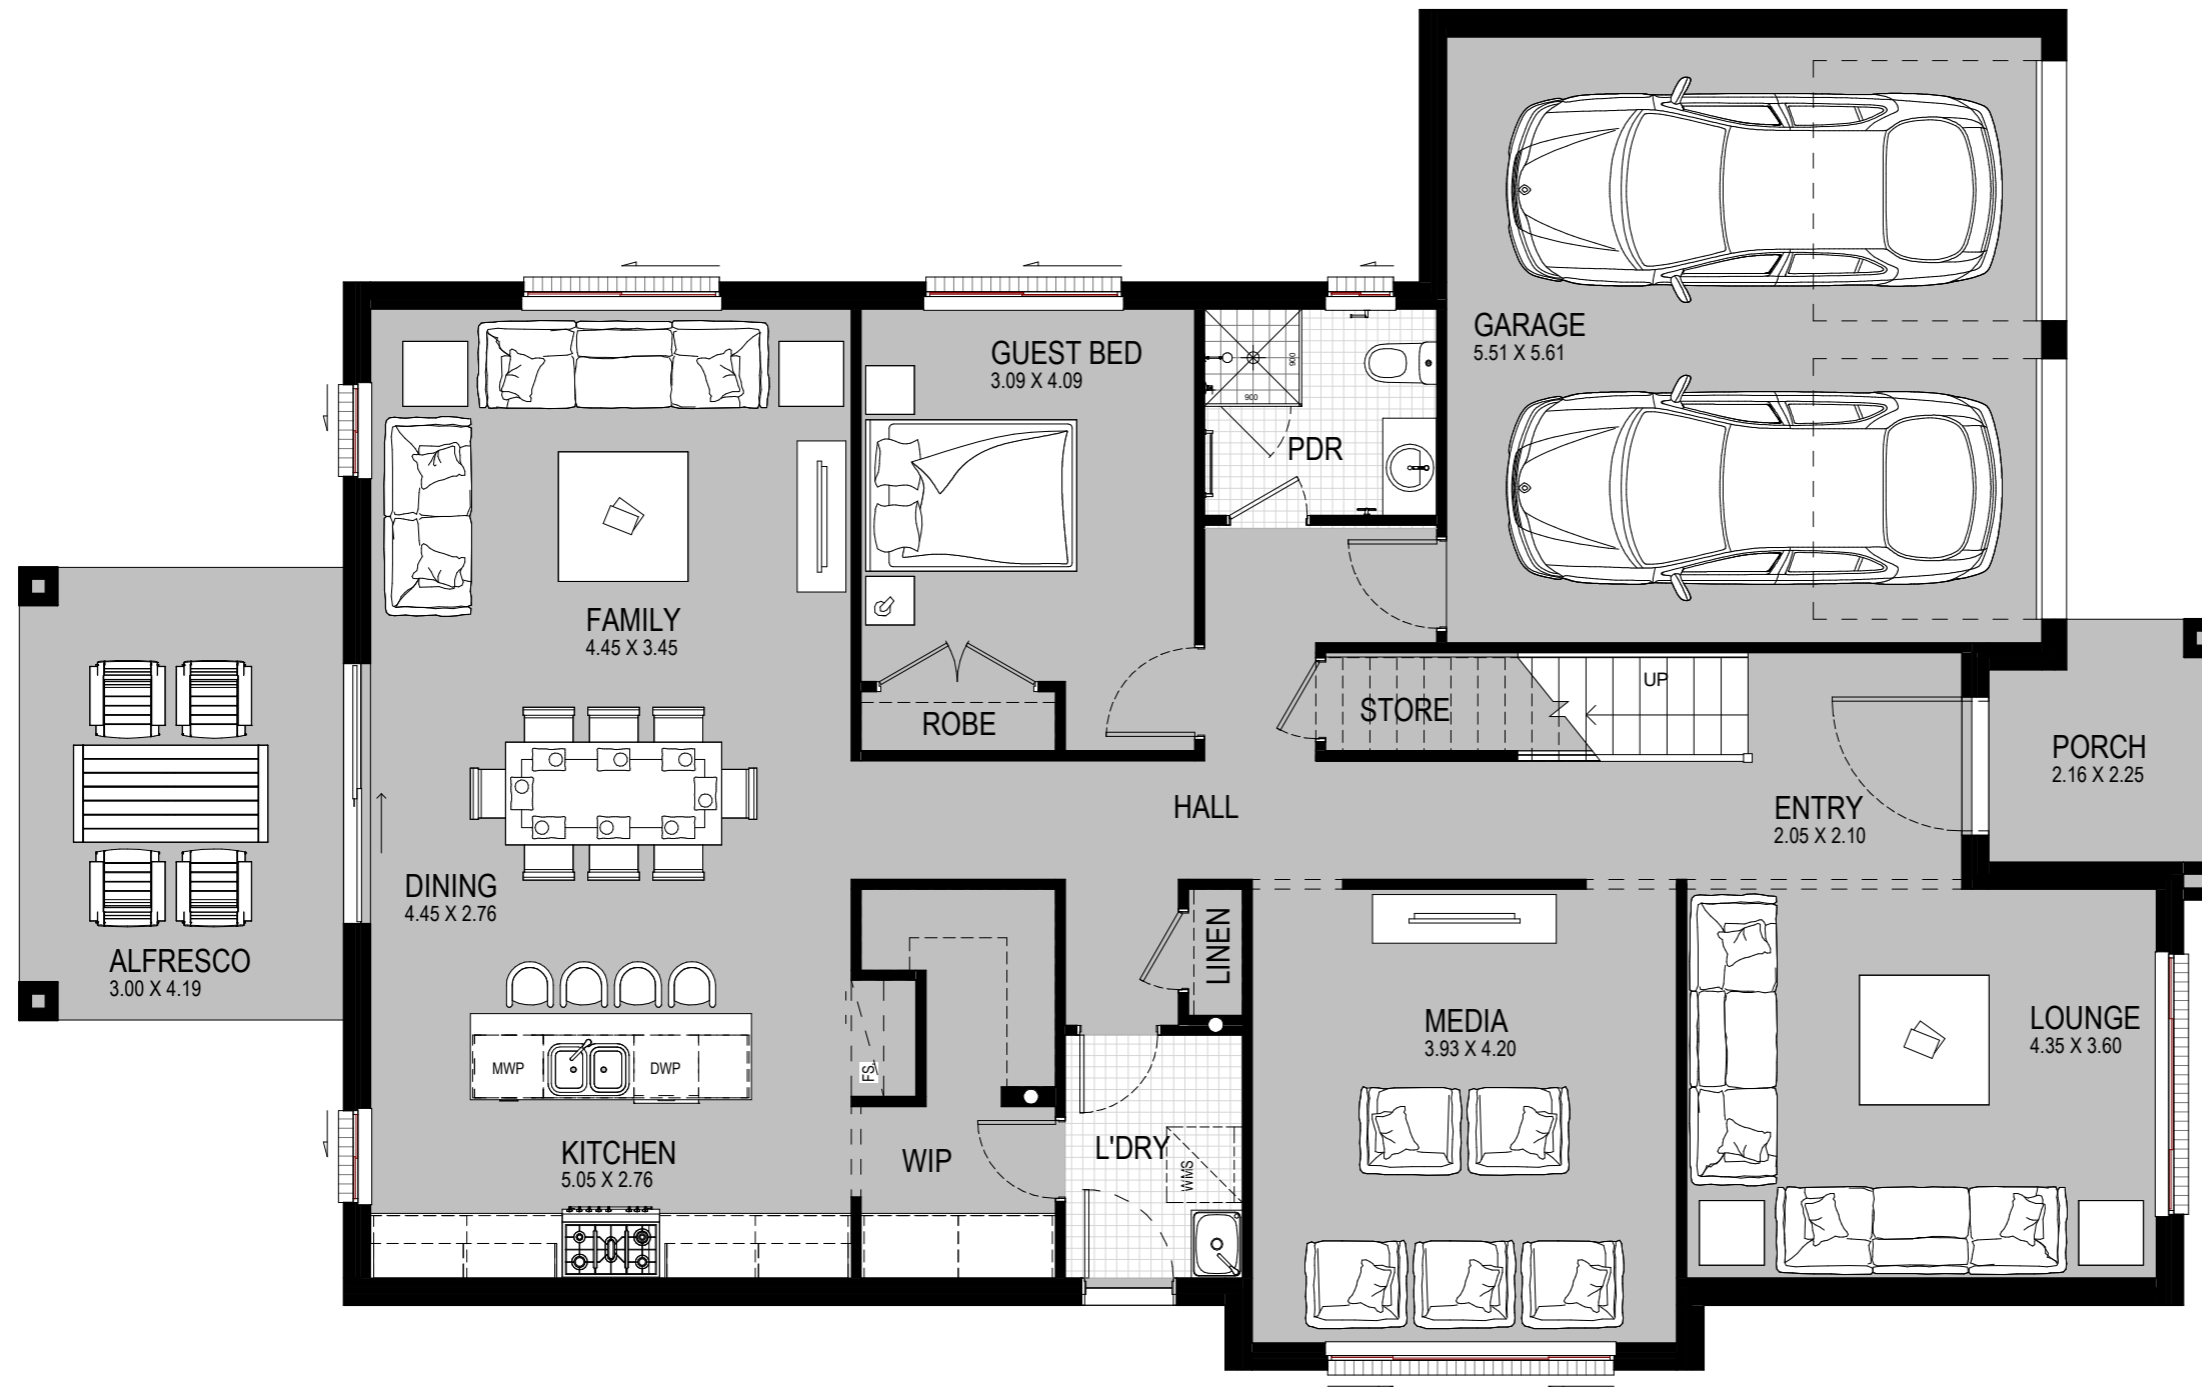 GARAGE
5.51 X 5.61
GUEST BED
3.09 X 4.09
900
900
PDR
FAMILY
4.45 X 3.45
ROBE
STORE
UP
PORCH
2.16 X 2.25
HALL
ENTRY
2.05 X 2.10
DINING
4.45 X 2.76
ALFRESCO
3.00 X 4.19
LINEN
MEDIA
3.93 X 4.20
LOUNGE
4.35 X 3.60
MWP
DWP
FS
KITCHEN
5.05 X 2.76
WIP
L'DRY
WMS